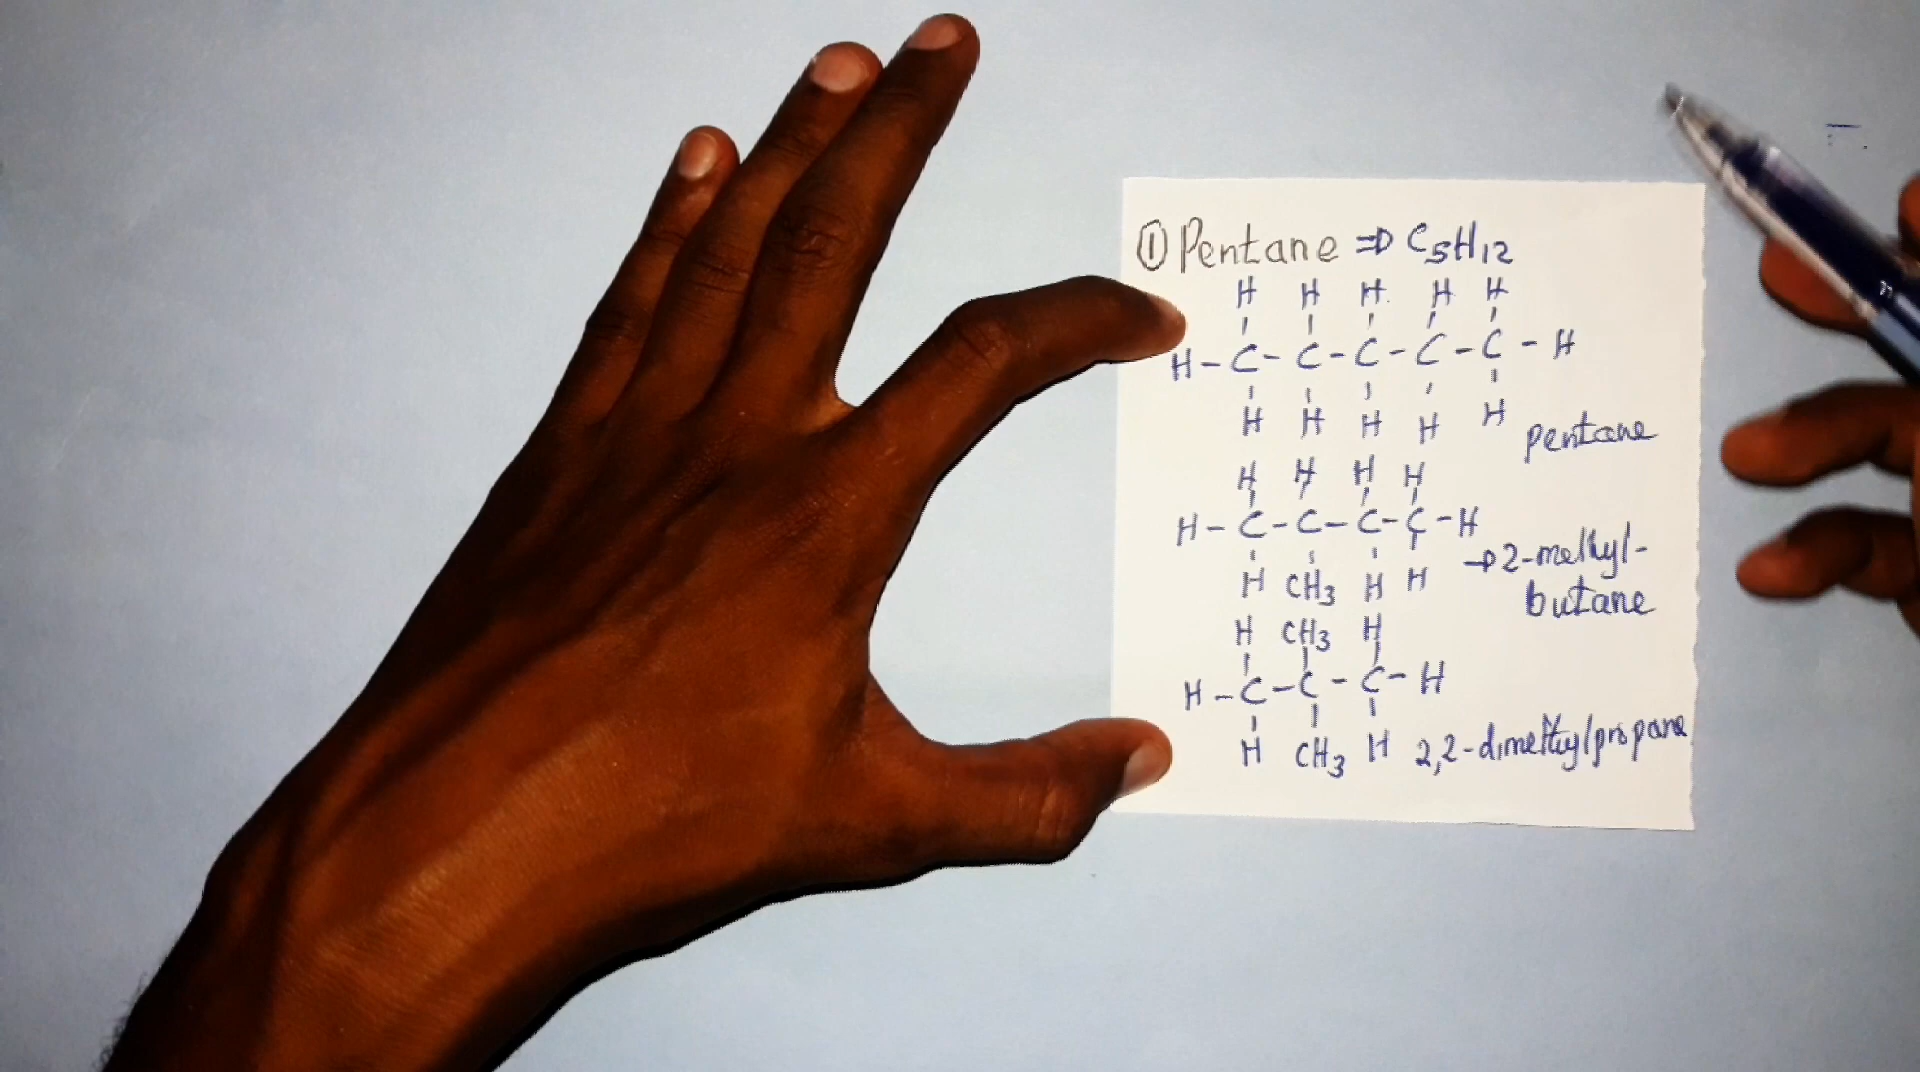 ① Pentane ⇒ C5H12
H H H H H
H-C-C-C-C-C-H
H H H H H
pentane
H H H H
H-C-C-C-C-H
H CH3 H H
→2-methyl-
butane
H CH3 H
H-C-C-C-H
H CH3 H 2,2-dimethylpropane